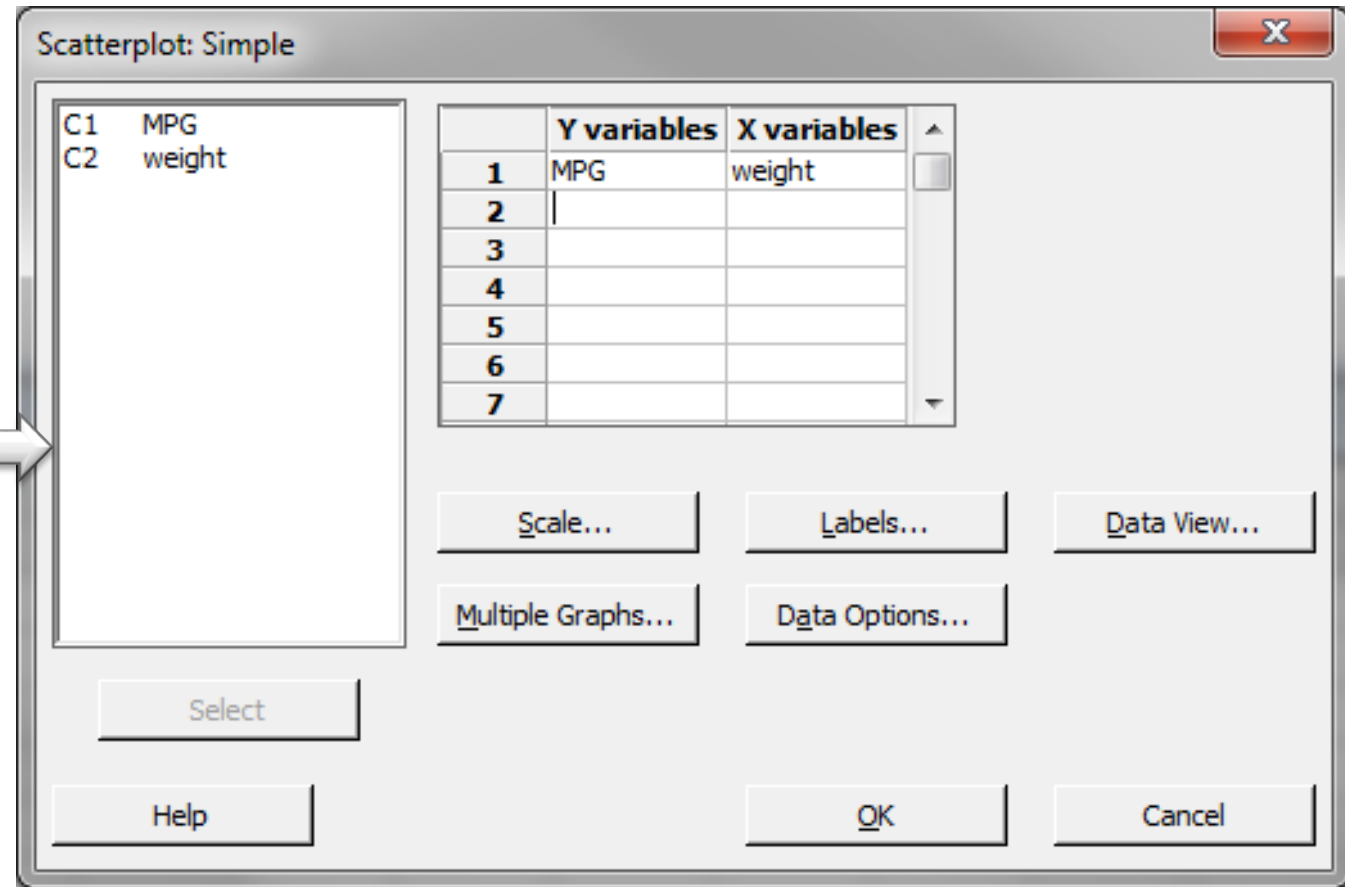 Scatterplot: Simple
C1 MPG
C2 weight
Y variables X variables
1 MPG weight
2
3
4
5
6
7
Scale... Labels... Data View...
Multiple Graphs... Data Options...
Select
Help OK Cancel